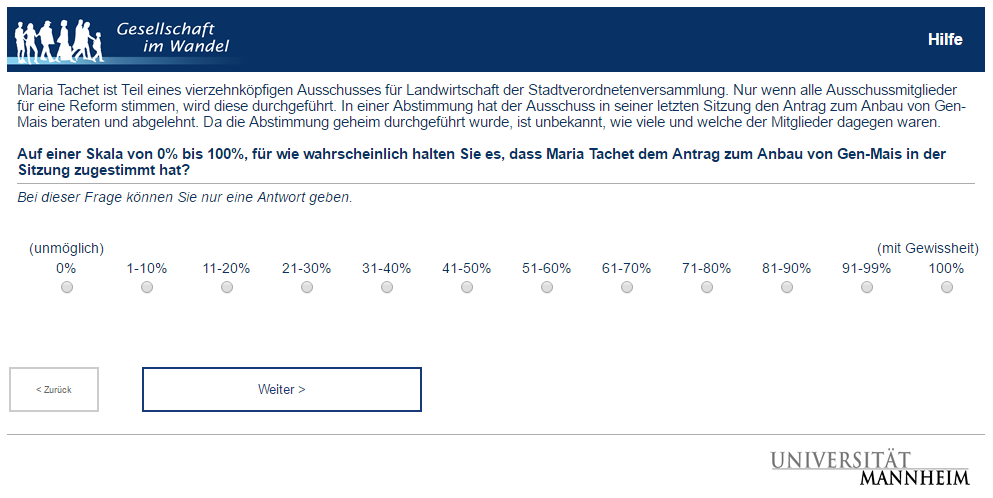 Gesellschaft
im Wandel
Hilfe
Maria Tachet ist Teil eines vierzehnköpfigen Ausschusses für Landwirtschaft der Stadtverordnetenversammlung. Nur wenn alle Ausschussmitglieder
für eine Reform stimmen, wird diese durchgeführt. In einer Abstimmung hat der Ausschuss in seiner letzten Sitzung den Antrag zum Anbau von Gen-
Mais beraten und abgelehnt. Da die Abstimmung geheim durchgeführt wurde, ist unbekannt, wie viele und welche der Mitglieder dagegen waren.
Auf einer Skala von 0% bis 100%, für wie wahrscheinlich halten Sie es, dass Maria Tachet dem Antrag zum Anbau von Gen-Mais in der
Sitzung zugestimmt hat?
Bei dieser Frage können Sie nur eine Antwort geben.
(unmöglich) (mit Gewissheit)
0% 1-10% 11-20% 21-30% 31-40% 41-50% 51-60% 61-70% 71-80% 81-90% 91-99% 100%
< Zurück Weiter >
UNIVERSITÄT
MANNHEIM